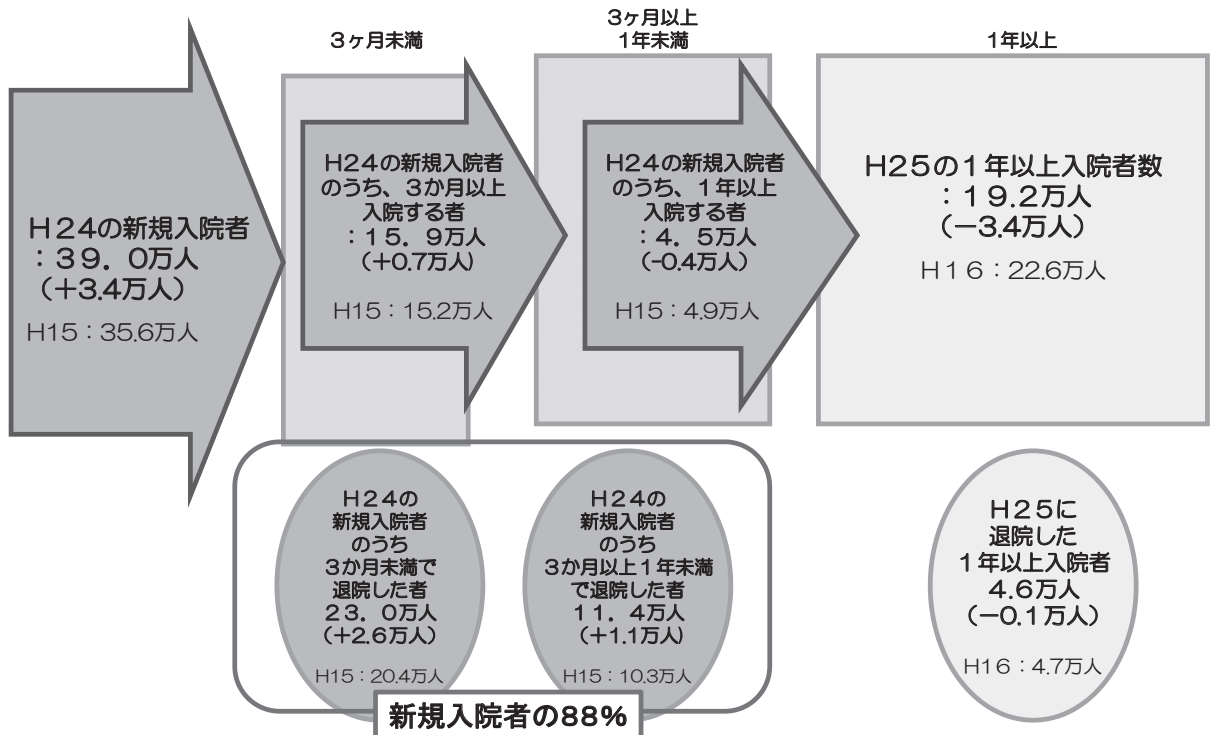 ３ヶ月未満
３ヶ月以上
１年未満
１年以上
Ｈ２４の新規入院者
：３９．０万人
（＋３.４万人）
Ｈ15：35.6万人
Ｈ２４の新規入院者
のうち、３か月以上
入院する者
：１５．９万人
（+0.7万人）
Ｈ15：15.2万人
Ｈ２４の新規入院者
のうち、１年以上
入院する者
：４．５万人
（-0.4万人）
Ｈ15：4.9万人
Ｈ２５の１年以上入院者数
：１９.２万人
（－3.4万人）
Ｈ１６：22.6万人
Ｈ２４の
新規入院者
のうち
３か月未満で
退院した者
２３．０万人
（＋2.6万人）
Ｈ15：20.4万人
Ｈ２４の
新規入院者
のうち
３か月以上１年未満
で退院した者
１１．４万人
（＋1.1万人）
Ｈ15：10.3万人
Ｈ２５に
退院した
１年以上入院者
4.6万人
（－0.１万人）
Ｈ１６：4.7万人
新規入院者の88％